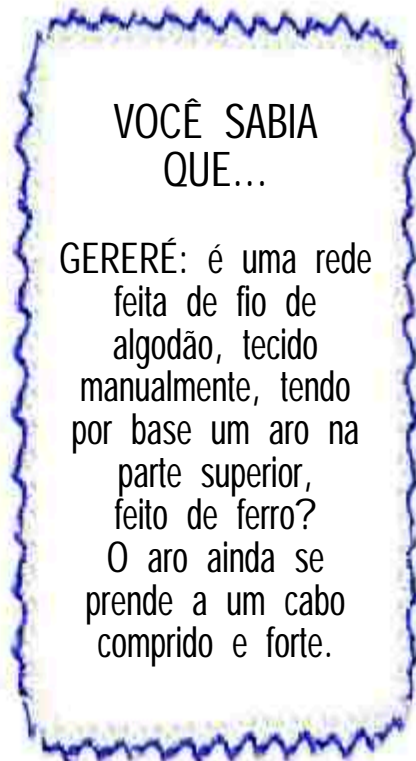 VOCÊ SABIA
QUE...
GERERÉ: é uma rede
feita de fio de
algodão, tecido
manualmente, tendo
por base um aro na
parte superior,
feito de ferro?
O aro ainda se
prende a um cabo
comprido e forte.